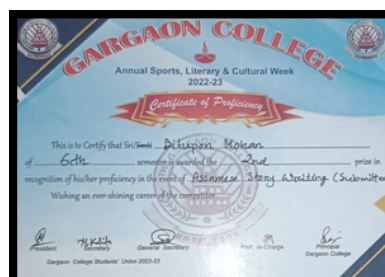 GARGAON COLLEGE
Annual Sports, Literary & Cultural Week
2022-23
Certificate of Proficiency
This is to Certify that Sri/Smti Bitupon Mohan
of 6th semester is awarded the 2nd prize in
recognition of his/her proficiency in the event of Assamese Story Writing (Submitted
Wishing an ever-shining career of the competitor
President Secretary General Secretary Prof. In-Charge Principal
Gargaon College Students' Union 2022-23 Gargaon College